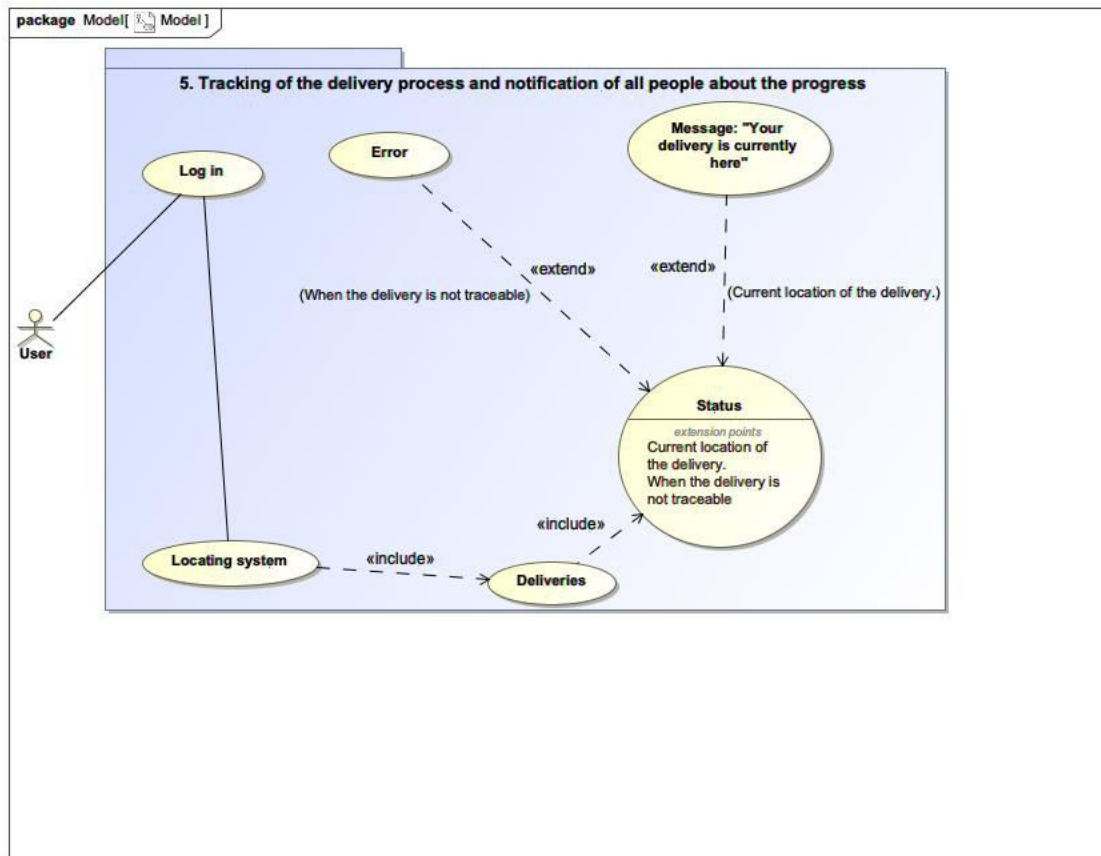 package Model[ Model ]
5. Tracking of the delivery process and notification of all people about the progress
Message: "Your
delivery is currently
here"
Error
Log in
«extend»
«extend»
(When the delivery is not traceable)
(Current location of the delivery.)
User
Status
extension points
Current location of
the delivery.
When the delivery is
not traceable
«include»
Locating system
«include»
Deliveries